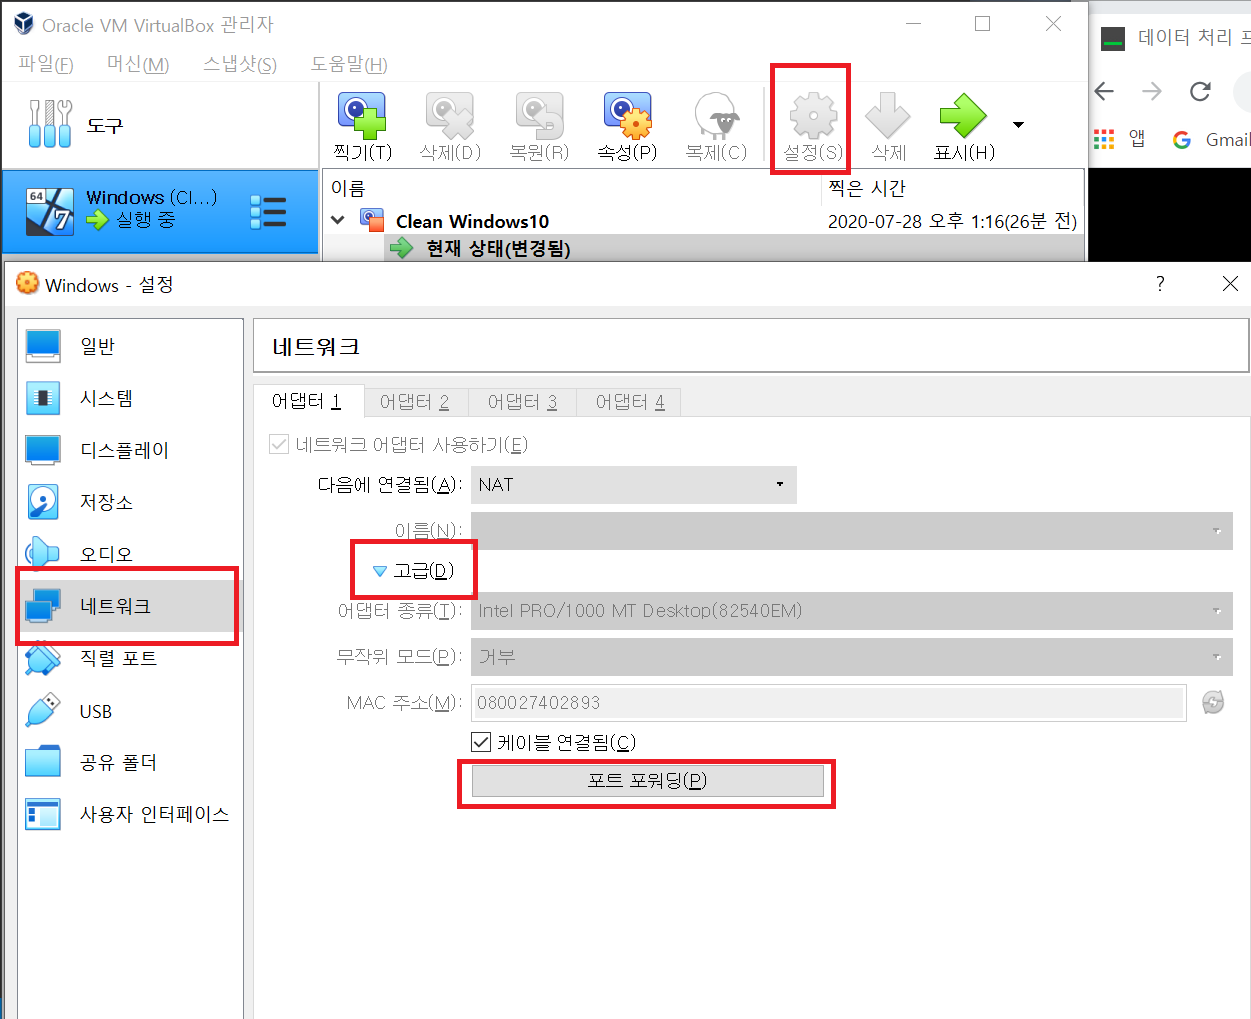 Oracle VM VirtualBox 관리자
파일(F) 머신(M) 스냅샷(S) 도움말(H)
도구
찍기(T) 삭제(D) 복원(R) 속성(P) 복제(C) 설정(S) 삭제 표시(H)
64
7
Windows (Cl...)
실행 중
이름 찍은 시간
Clean Windows10 2020-07-28 오후 1:16(26분 전)
현재 상태(변경됨)
데이터 처리
앱 Gmai
Windows - 설정 ?
일반
시스템
디스플레이
저장소
오디오
네트워크
직렬 포트
USB
공유 폴더
사용자 인터페이스
네트워크
어댑터 1 어댑터 2 어댑터 3 어댑터 4
네트워크 어댑터 사용하기(E)
다음에 연결됨(A): NAT
이름(N):
고급(D)
어댑터 종류(T): Intel PRO/1000 MT Desktop(82540EM)
무작위 모드(P): 거부
MAC 주소(M): 080027402893
케이블 연결됨(C)
포트 포워딩(P)